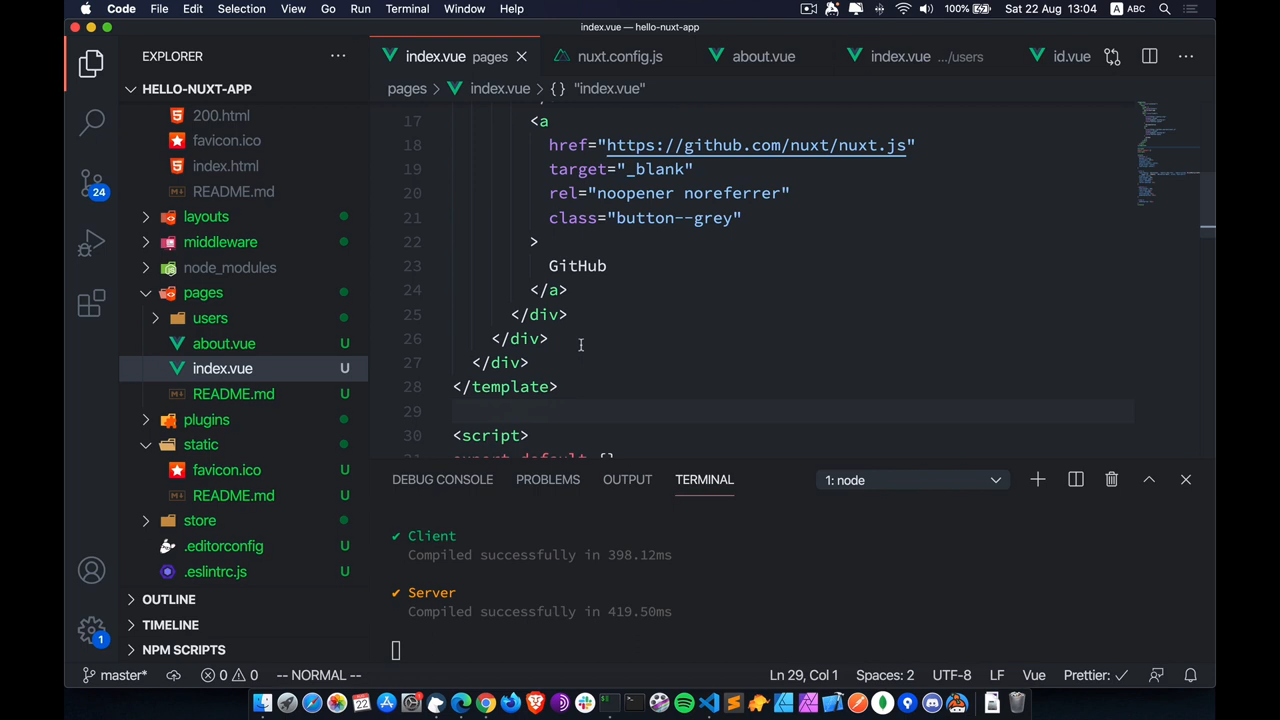 Code File Edit Selection View Go Run Terminal Window Help 100% Sat 22 Aug 13:04 A ABC
index.vue — hello-nuxt-app
EXPLORER
index.vue pages nuxt.config.js about.vue index.vue .../users id.vue
HELLO-NUXT-APP
pages > index.vue > {} "index.vue"
200.html
favicon.ico
index.html
README.md
layouts
middleware
node_modules
pages
users
about.vue U
index.vue U
README.md U
plugins
static
favicon.ico U
README.md U
store
.editorconfig U
.eslintrc.js U
OUTLINE
TIMELINE
NPM SCRIPTS
24
1
17 <a
18 href="https://github.com/nuxt/nuxt.js"
19 target="_blank"
20 rel="noopener noreferrer"
21 class="button--grey"
22 >
23 GitHub
24 </a>
25 </div>
26 </div>
27 </div>
28 </template>
29
30 <script>
export default {}
DEBUG CONSOLE PROBLEMS OUTPUT TERMINAL 1: node
✔ Client
Compiled successfully in 398.12ms
✔ Server
Compiled successfully in 419.50ms
master* 0 0 -- NORMAL -- Ln 29, Col 1 Spaces: 2 UTF-8 LF Vue Prettier: ✓